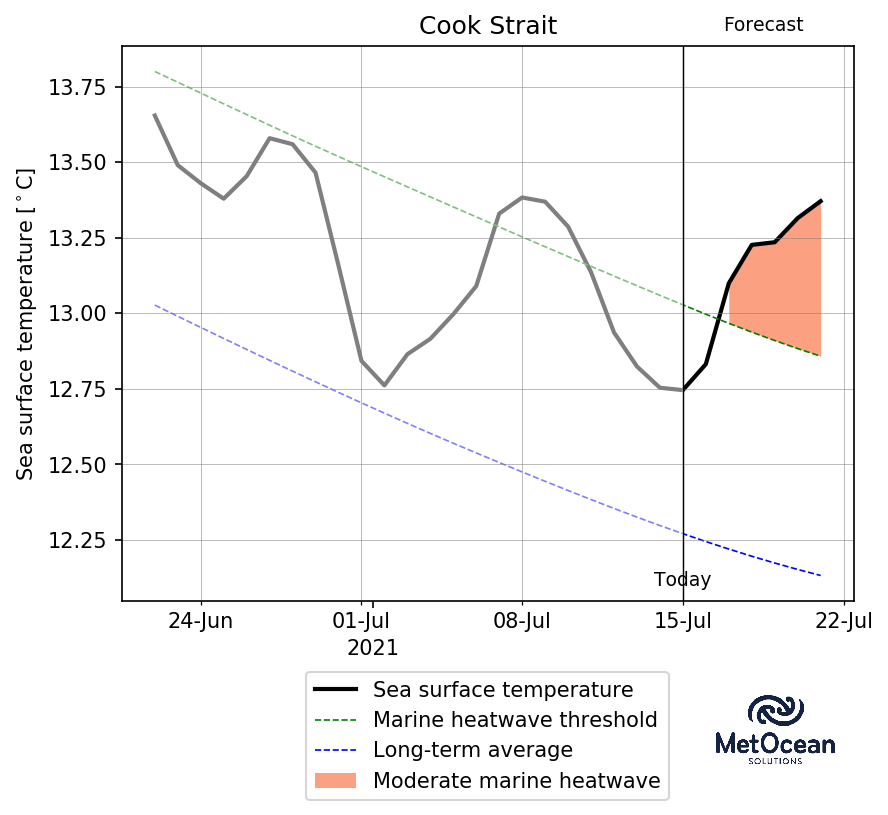 Cook Strait
Forecast
Sea surface temperature [°C]
13.75
13.50
13.25
13.00
12.75
12.50
12.25
Today
24-Jun
01-Jul
08-Jul
15-Jul
22-Jul
2021
Sea surface temperature
Marine heatwave threshold
Long-term average
Moderate marine heatwave
MetOcean
SOLUTIONS